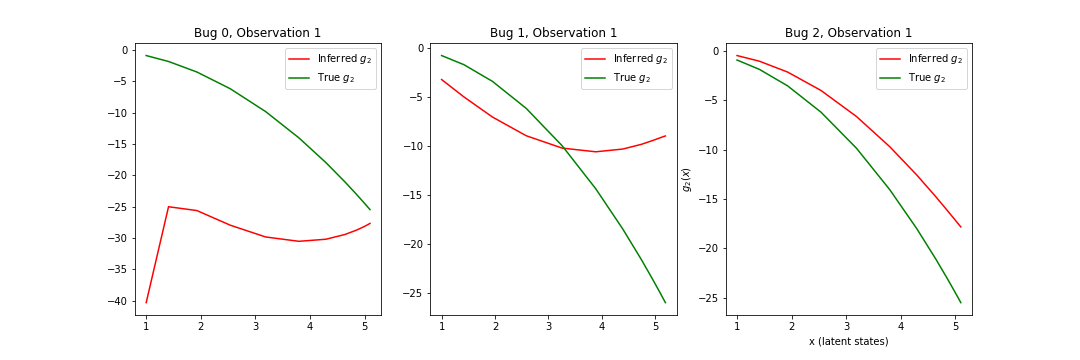 Bug 0, Observation 1
Inferred g₂
True g₂
0
−5
−10
−15
−20
−25
−30
−35
−40
1 2 3 4 5
Bug 1, Observation 1
Inferred g₂
True g₂
0
−5
−10
−15
−20
−25
1 2 3 4 5
Bug 2, Observation 1
Inferred g₂
True g₂
g₂(x)
0
−5
−10
−15
−20
−25
1 2 3 4 5
x (latent states)